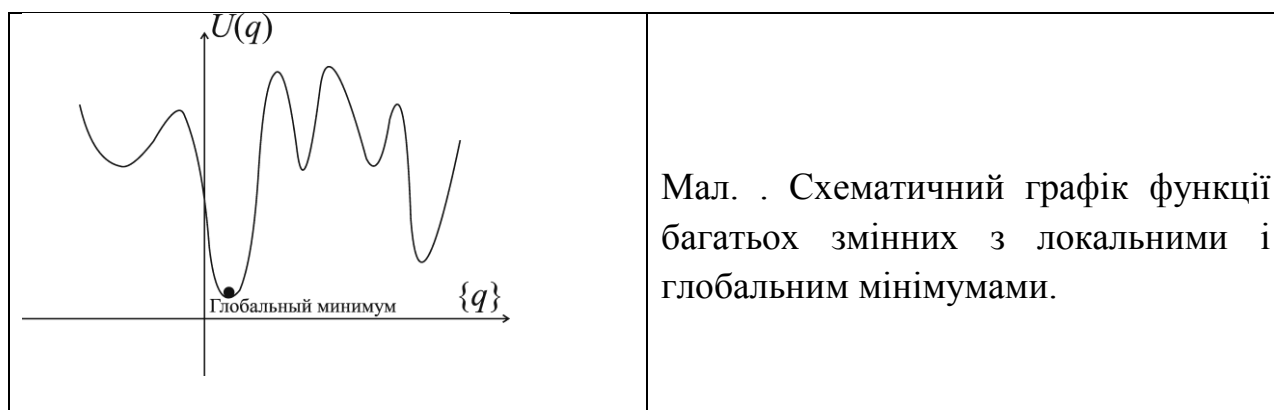 U(q)
Глобальный минимум
{q}
Мал. . Схематичний графік функції
багатьох змінних з локальними і
глобальним мінімумами.